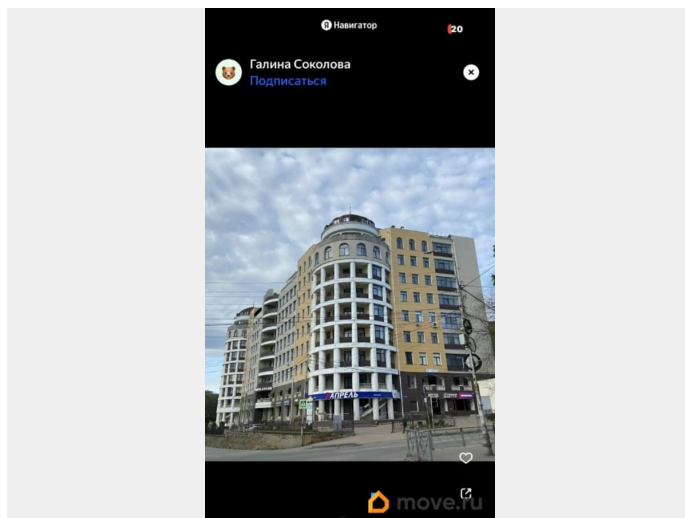 Я Навигатор
20
Галина Соколова
Подписаться
АПРЕЛЬ
move.ru